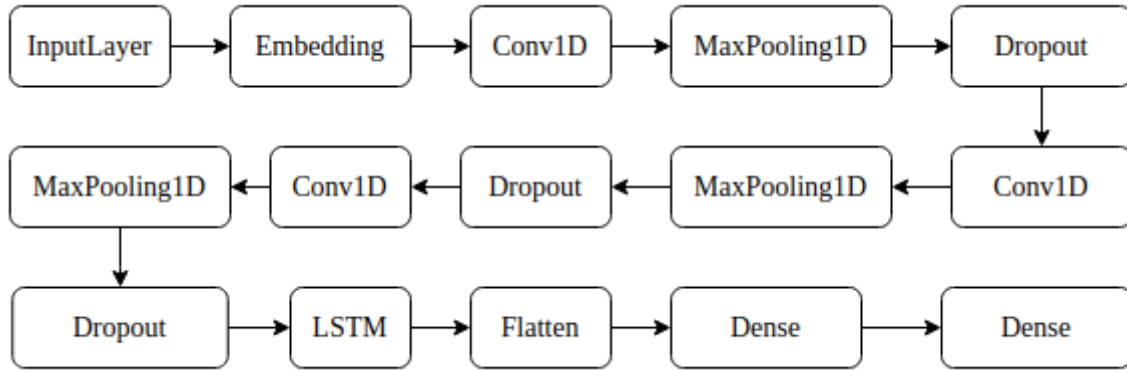 InputLayer Embedding Conv1D MaxPooling1D Dropout
MaxPooling1D Conv1D Dropout MaxPooling1D Conv1D
Dropout LSTM Flatten Dense Dense